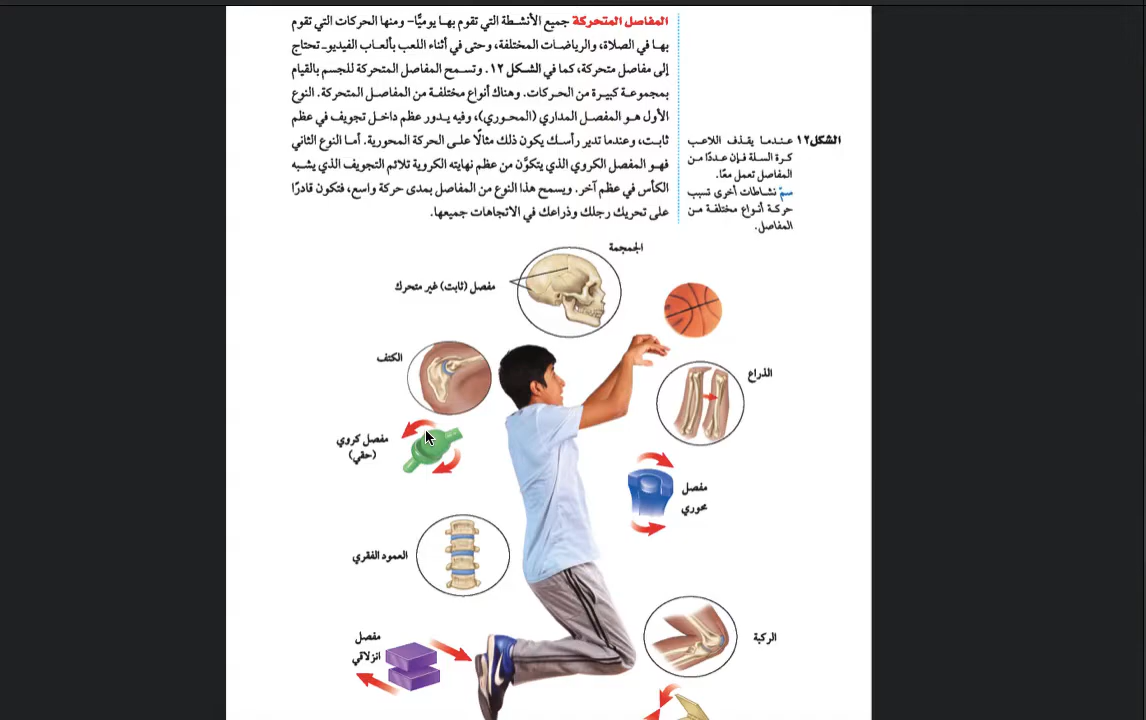 المفاصل المتحركة جميع الأنشطة التي تقوم بها يوميًّا- ومنها الحركات التي تقوم
بها في الصلاة، والرياضات المختلفة، وحتى في أثناء اللعب بألعاب الفيديو- تحتاج
إلى مفاصل متحركة، كما في الشكل ١٢. وتسمح المفاصل المتحركة للجسم بالقيام
بمجموعة كبيرة من الحركات. وهناك أنواع مختلفة من المفاصل المتحركة. النوع
الأول هو المفصل المداري (المحوري)، وفيه يدور عظم داخل تجويف في عظم
ثابت، وعندما تدير رأسك يكون ذلك مثالًا على الحركة المحورية. أما النوع الثاني
فهو المفصل الكروي الذي يتكوَّن من عظم نهايته الكروية تلائم التجويف الذي يشبه
الكأس في عظم آخر. ويسمح هذا النوع من المفاصل بمدى حركة واسع، فتكون قادرًا
على تحريك رجلك وذراعك في الاتجاهات جميعها.
الشكل١٢ عندما يقذف اللاعب
كرة السلة فإن عددًا من
المفاصل تعمل معًا.
سمّ نشاطات أخرى تسبب
حركة أنواع مختلفة من
المفاصل.
الجمجمة
مفصل (ثابت) غير متحرك
الكتف
الذراع
مفصل كروي
(حقي)
مفصل
محوري
العمود الفقري
الركبة
مفصل
انزلاقي